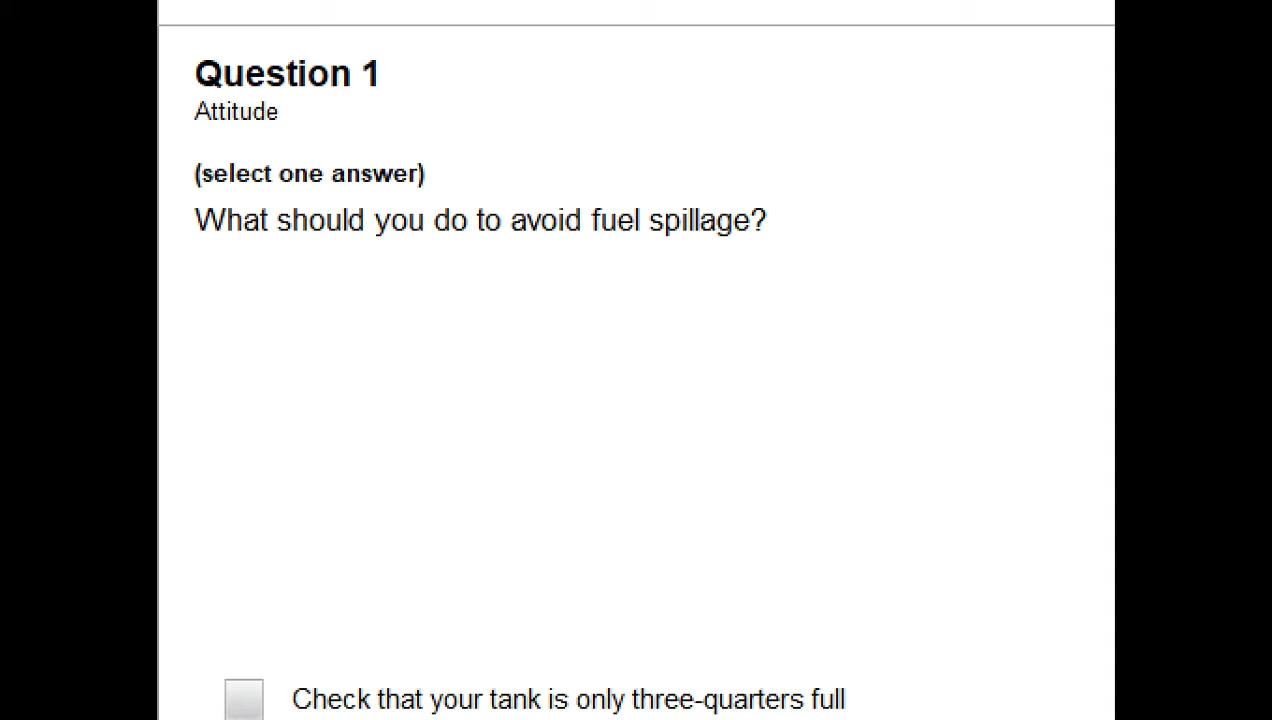 Question 1
Attitude
(select one answer)
What should you do to avoid fuel spillage?
Check that your tank is only three-quarters full